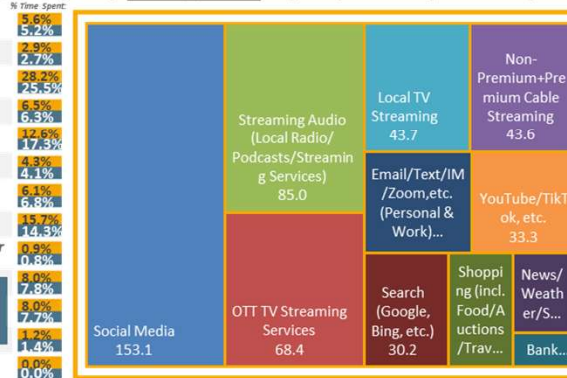 % Time Spent:
5.6%
5.2%
2.9%
2.7%
28.2%
25.5%
6.5%
6.3%
12.6%
17.3%
4.3%
4.1%
6.1%
6.8%
15.7%
14.3%
0.9%
0.8%
8.0%
7.8%
8.0%
7.7%
1.2%
1.4%
0.0%
0.0%
Social Media
153.1
Streaming Audio
(Local Radio/
Podcasts/Streamin
g Services)
85.0
OTT TV Streaming
Services
68.4
Local TV
Streaming
43.7
Non-
Premium+Pre
mium Cable
Streaming
43.6
Email/Text/IM
/Zoom,etc.
(Personal &
Work)...
YouTube/TikT
ok, etc.
33.3
Search
(Google,
Bing, etc.)
30.2
Shoppi
ng (incl.
Food/A
uctions
/Trav...
News/
Weath
er/S...
Bank...